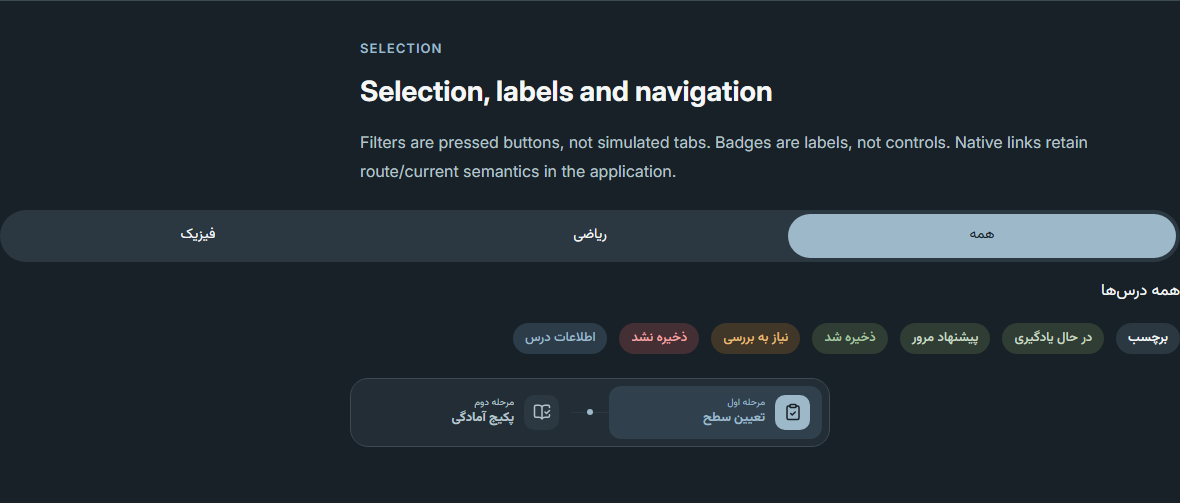 SELECTION
Selection, labels and navigation
Filters are pressed buttons, not simulated tabs. Badges are labels, not controls. Native links retain
route/current semantics in the application.
همه
ریاضی
فیزیک
همه درس‌ها
برچسب
در حال یادگیری
پیشنهاد مرور
ذخیره شد
نیاز به بررسی
ذخیره نشد
اطلاعات درس
مرحله اول
تعیین سطح
مرحله دوم
پکیج آمادگی